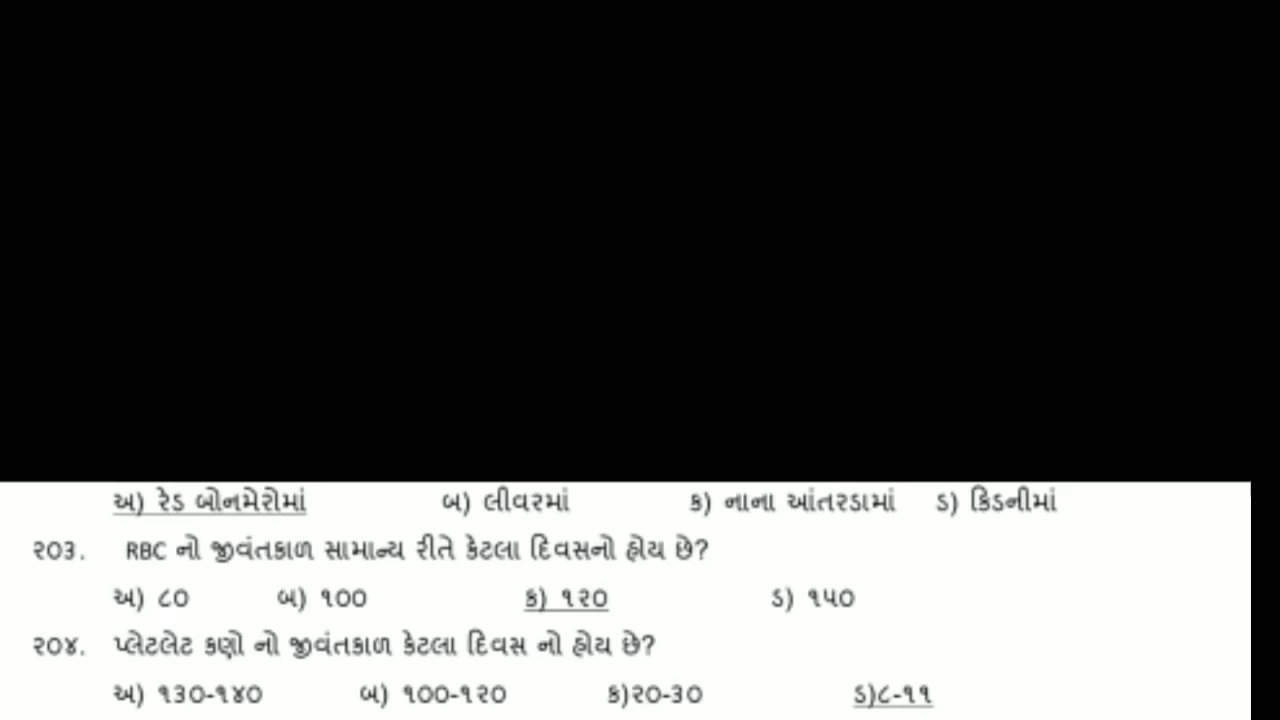 અ) રેડ બોનમેરોમાં બ) લીવરમાં ક) નાના આંતરડામાં ડ) કિડનીમાં
૨૦૩. RBC નો જીવંતકાળ સામાન્ય રીતે કેટલા દિવસનો હોય છે?
અ) ૮૦ બ) ૧૦૦ ક) ૧૨૦ ડ) ૧૫૦
૨૦૪. પ્લેટલેટ કણો નો જીવંતકાળ કેટલા દિવસ નો હોય છે?
અ) ૧૩૦-૧૪૦ બ) ૧૦૦-૧૨૦ ક)૨૦-૩૦ ડ)૮-૧૧